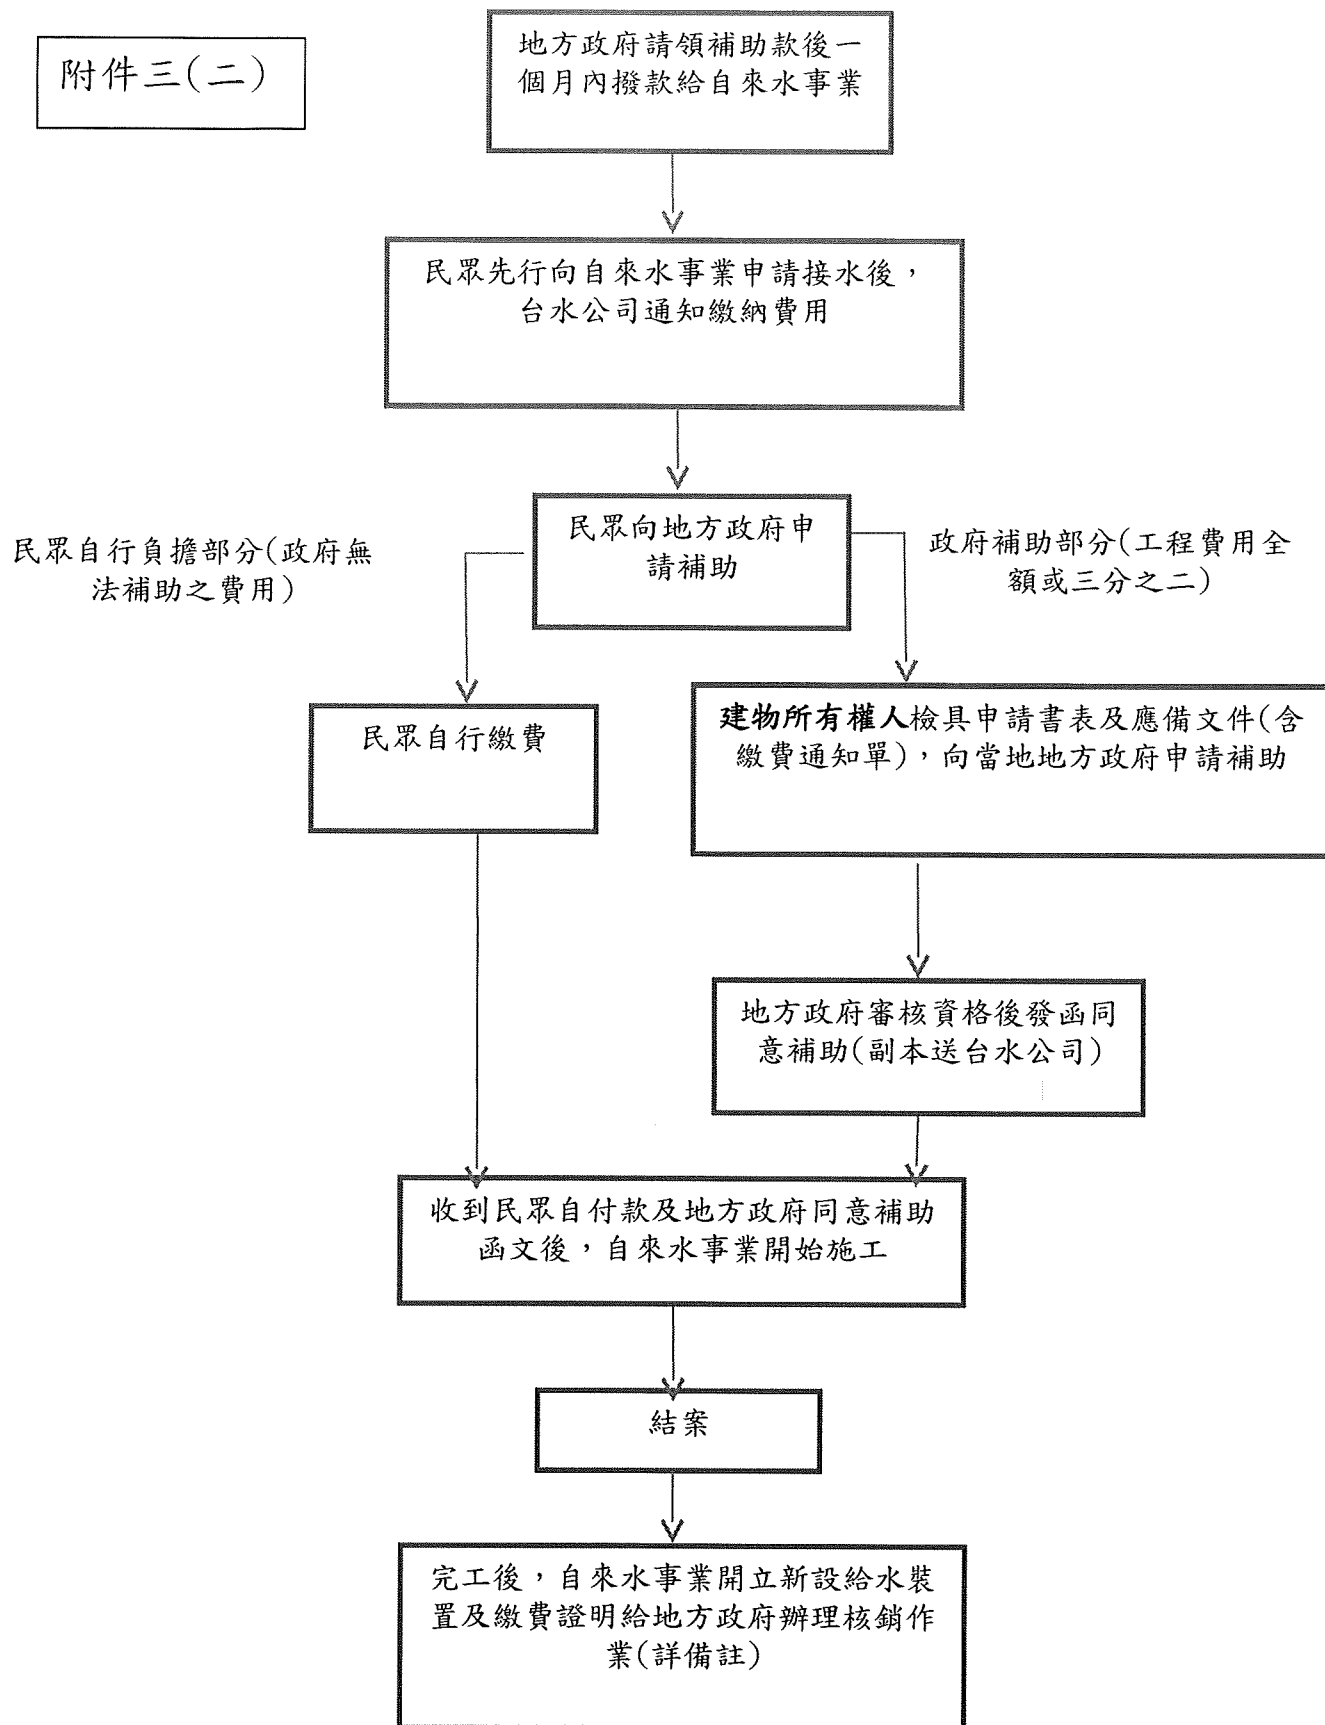 附件三(二)
地方政府請領補助款後一
個月內撥款給自來水事業
民眾先行向自來水事業申請接水後，
台水公司通知繳納費用
民眾向地方政府申
請補助
民眾自行負擔部分(政府無
法補助之費用)
政府補助部分(工程費用全
額或三分之二)
民眾自行繳費
建物所有權人檢具申請書表及應備文件(含
繳費通知單)，向當地地方政府申請補助
地方政府審核資格後發函同
意補助(副本送台水公司)
收到民眾自付款及地方政府同意補助
函文後，自來水事業開始施工
結案
完工後，自來水事業開立新設給水裝
置及繳費證明給地方政府辦理核銷作
業(詳備註)